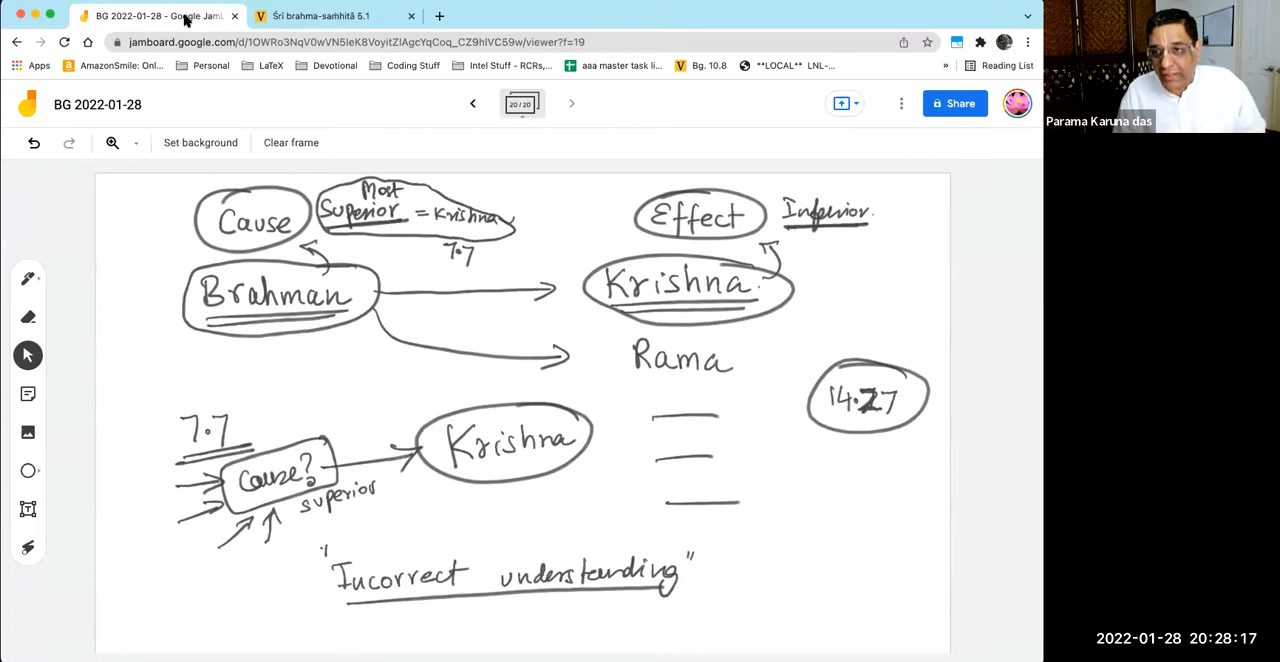 BG 2022-01-28 - Google Jam
Śrī brahma-saṁhitā 5.1
jamboard.google.com/d/1OWRo3NqV0wVN5leK8VoyitZlAgcYqCoq_CZ9hlVC59w/viewer?f=19
Apps AmazonSmile: Onl... Personal LaTeX Devotional Coding Stuff Intel Stuff - RCRs,... aaa master task li... Bg. 10.8 **LOCAL** LNL-... » Reading List
BG 2022-01-28
20 / 20
Share
Set background Clear frame
Parama Karuna das
Most
Cause Superior = Krishna Effect Inferior.
7.7
Brahman Krishna
Rama
14.27
7.7
Cause? Krishna
superior
"Incorrect understanding"
2022-01-28 20:28:17